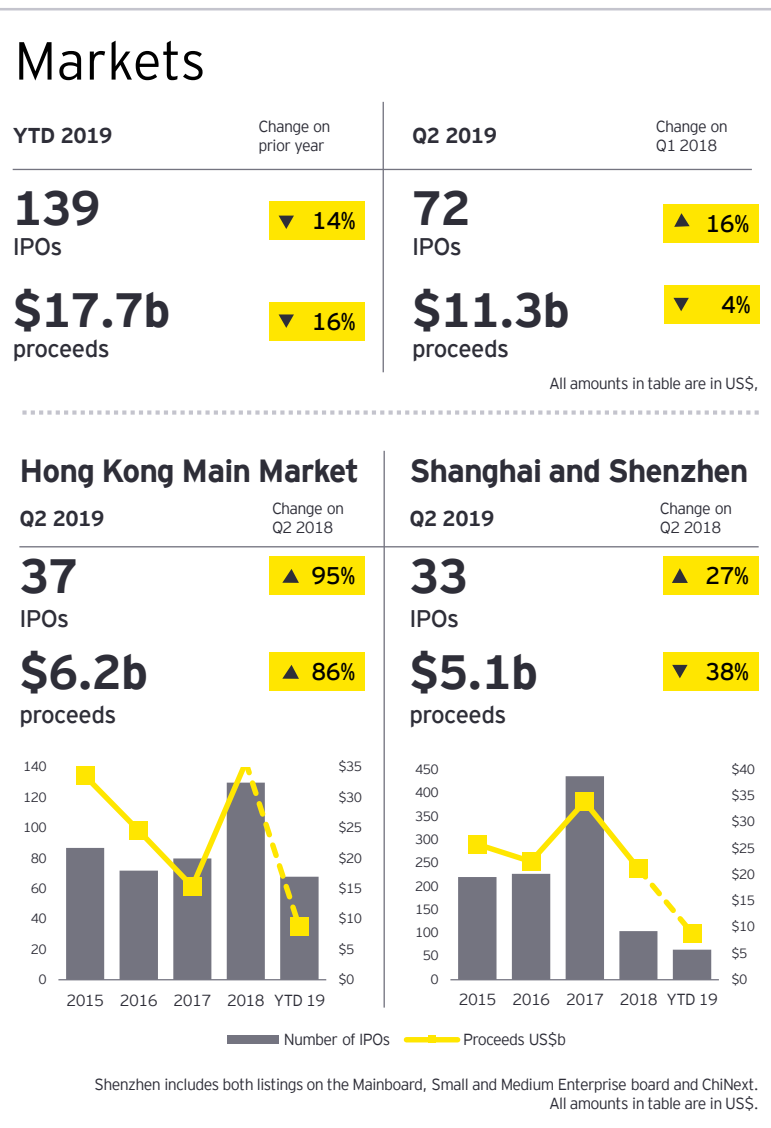 Markets
YTD 2019
Change on
prior year
139
IPOs
▼ 14%
$17.7b
proceeds
▼ 16%
Q2 2019
Change on
Q1 2018
72
IPOs
▲ 16%
$11.3b
proceeds
▼ 4%
All amounts in table are in US$,
Hong Kong Main Market
Q2 2019
Change on
Q2 2018
37
IPOs
▲ 95%
$6.2b
proceeds
▲ 86%
140
120
100
80
60
40
20
0
$35
$30
$25
$20
$15
$10
$5
$0
2015 2016 2017 2018 YTD 19
Shanghai and Shenzhen
Q2 2019
Change on
Q2 2018
33
IPOs
▲ 27%
$5.1b
proceeds
▼ 38%
450
400
350
300
250
200
150
100
50
0
$40
$35
$30
$25
$20
$15
$10
$5
$0
2015 2016 2017 2018 YTD 19
Number of IPOs Proceeds US$b
Shenzhen includes both listings on the Mainboard, Small and Medium Enterprise board and ChiNext.
All amounts in table are in US$.